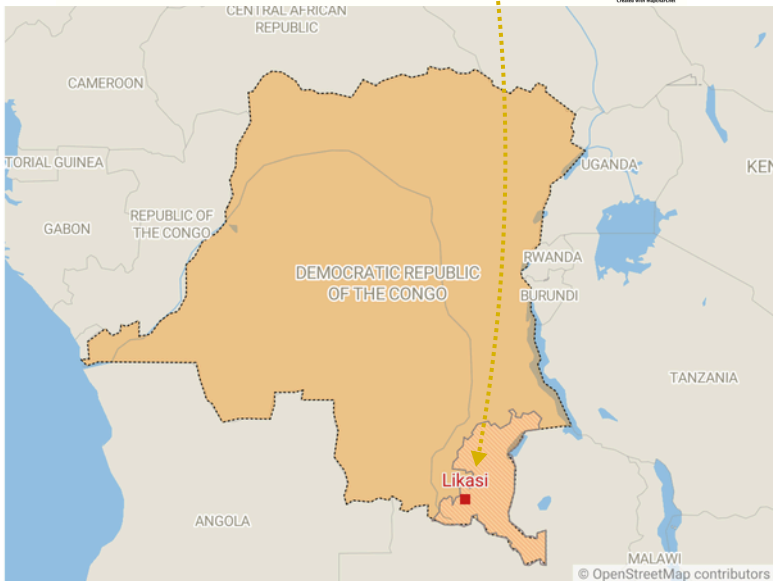 CENTRAL AFRICAN
REPUBLIC
CAMEROON
TORIAL GUINEA
UGANDA
KEN
REPUBLIC OF
THE CONGO
GABON
RWANDA
DEMOCRATIC REPUBLIC
OF THE CONGO
BURUNDI
TANZANIA
Likasi
ANGOLA
MALAWI
© OpenStreetMap contributors